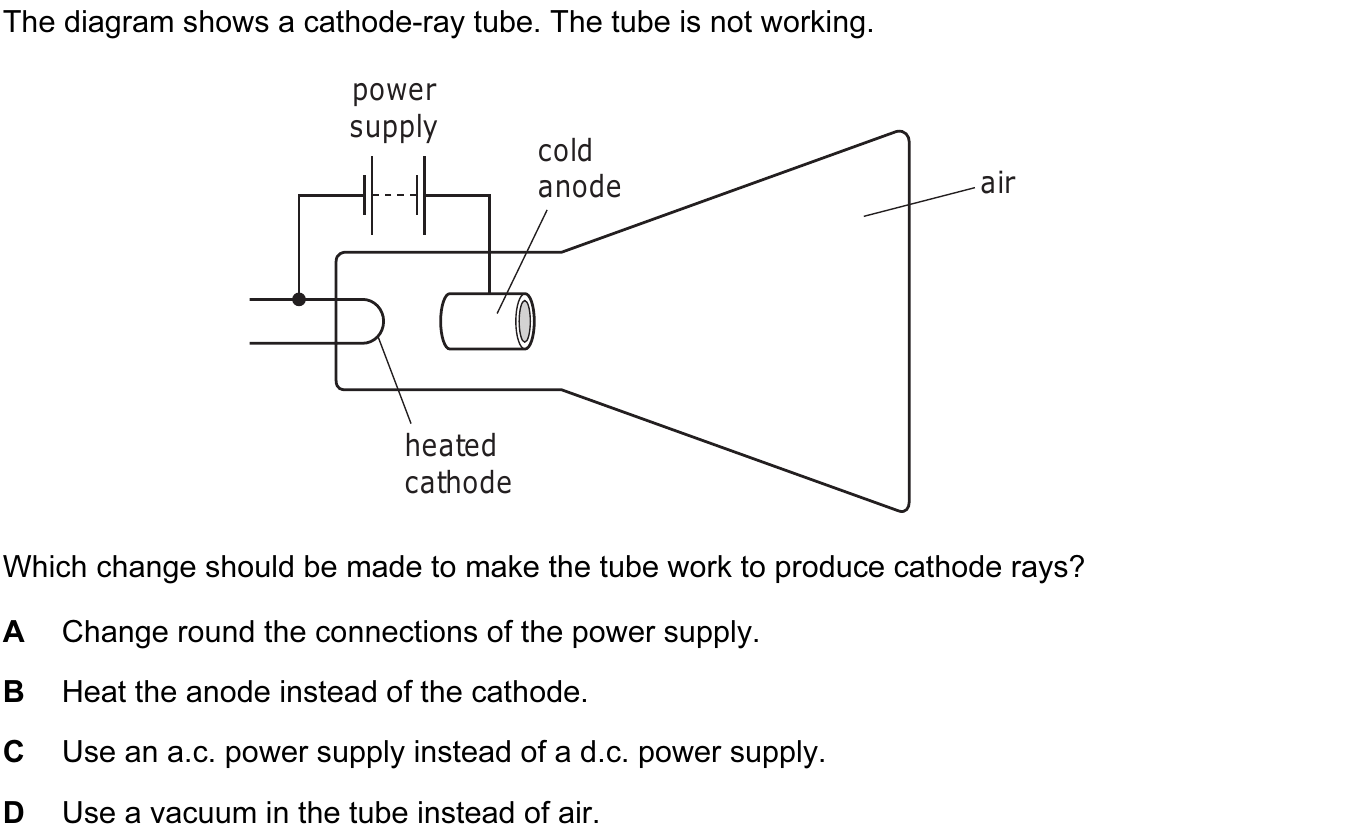 The diagram shows a cathode-ray tube. The tube is not working.
power
supply
cold
anode
air
heated
cathode
Which change should be made to make the tube work to produce cathode rays?
A Change round the connections of the power supply.
B Heat the anode instead of the cathode.
C Use an a.c. power supply instead of a d.c. power supply.
D Use a vacuum in the tube instead of air.